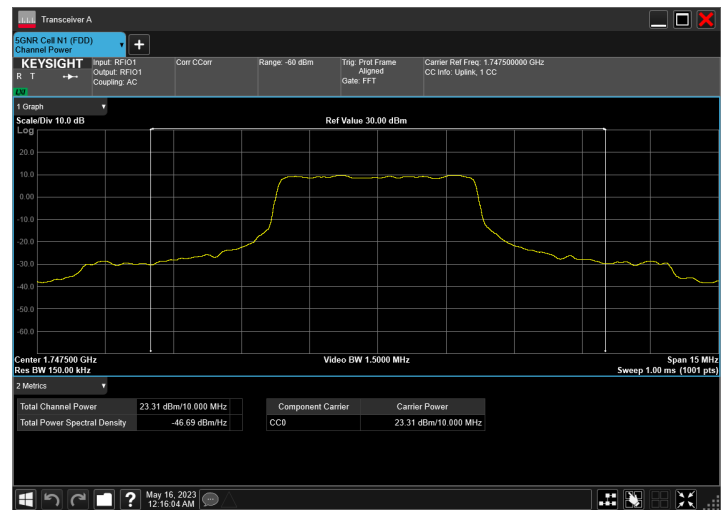 Transceiver A
5GNR Cell N1 (FDD)
Channel Power
KEYSIGHT
R T
LXI
Input: RFIO1
Output: RFIO1
Coupling: AC
Corr CCorr
Range: -60 dBm
Trig: Prot Frame
Aligned
Gate: FFT
Carrier Ref Freq: 1.747500000 GHz
CC Info: Uplink, 1 CC
1 Graph
Scale/Div 10.0 dB
Ref Value 30.00 dBm
Log
20.0
10.0
0.00
-10.0
-20.0
-30.0
-40.0
-50.0
-60.0
Center 1.747500 GHz
Video BW 1.5000 MHz
Span 15 MHz
Res BW 150.00 kHz
Sweep 1.00 ms (1001 pts)
2 Metrics
Total Channel Power 23.31 dBm/10.000 MHz
Total Power Spectral Density -46.69 dBm/Hz
Component Carrier Carrier Power
CC0 23.31 dBm/10.000 MHz
May 16, 2023
12:16:04 AM